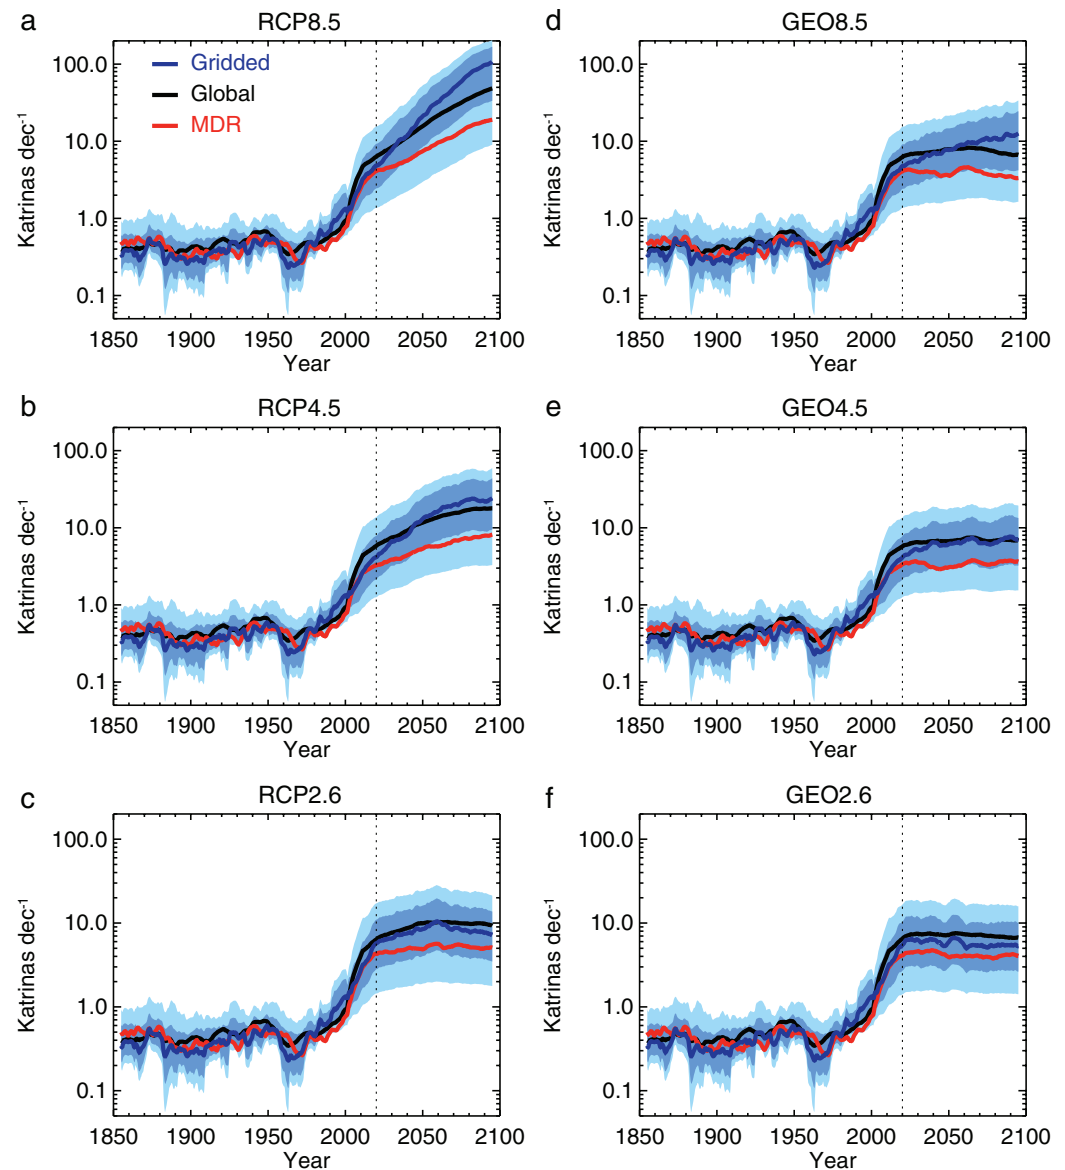 a
RCP8.5
Gridded
Global
MDR
Katrinas dec⁻¹
100.0
10.0
1.0
0.1
1850 1900 1950 2000 2050 2100
Year
d
GEO8.5
Katrinas dec⁻¹
100.0
10.0
1.0
0.1
1850 1900 1950 2000 2050 2100
Year
b
RCP4.5
Katrinas dec⁻¹
100.0
10.0
1.0
0.1
1850 1900 1950 2000 2050 2100
Year
e
GEO4.5
Katrinas dec⁻¹
100.0
10.0
1.0
0.1
1850 1900 1950 2000 2050 2100
Year
c
RCP2.6
Katrinas dec⁻¹
100.0
10.0
1.0
0.1
1850 1900 1950 2000 2050 2100
Year
f
GEO2.6
Katrinas dec⁻¹
100.0
10.0
1.0
0.1
1850 1900 1950 2000 2050 2100
Year